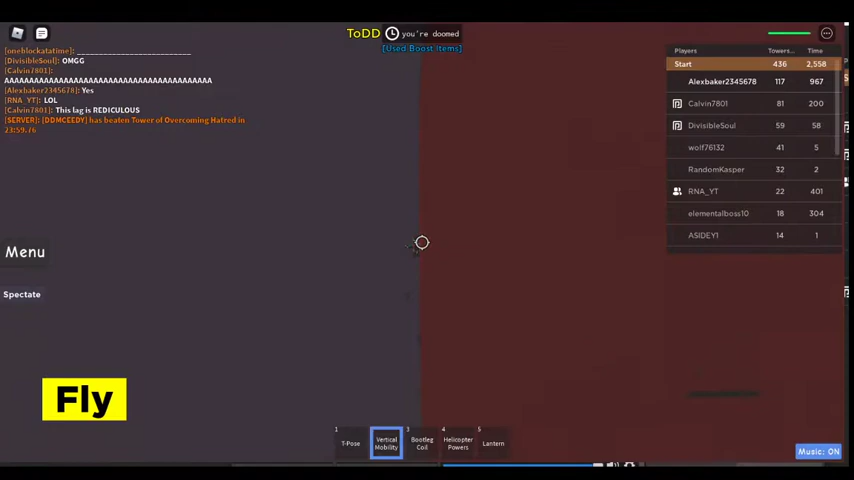 [oneblockatatime]: ___________________________
[DivisibleSoul]: OMGG
[Calvin7801]:
AAAAAAAAAAAAAAAAAAAAAAAAAAAAAAAAAAAAAAAAA
[Alexbaker2345678]: Yes
[RNA_YT]: LOL
[Calvin7801]: This lag is REDICULOUS
[SERVER]: [DDMCEEDY] has beaten Tower of Overcoming Hatred in
23:59.76
ToDD you're doomed
[Used Boost Items]
Players Towers... Time
Start 436 2,558
Alexbaker2345678 117 967
Calvin7801 81 200
DivisibleSoul 59 58
wolf76132 41 5
RandomKasper 32 2
RNA_YT 22 401
elementalboss10 18 304
ASIDEY1 14 1
Menu
Spectate
Fly
1 T-Pose
Vertical
Mobility
3 Bootleg
Coil
4 Helicopter
Powers
5 Lantern
Music: ON